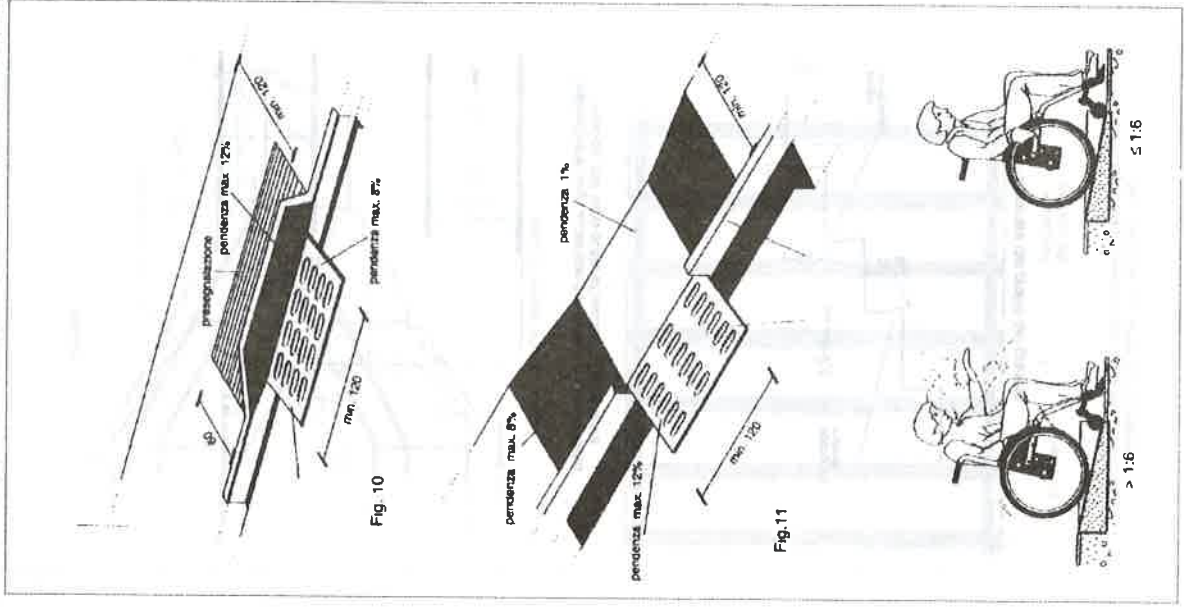 presegnalazione
pendenza max 12%
min. 120
60
pendenza max. 8%
min. 120
Fig. 10
pendenza 1%
min. 120
pendenza max. 8%
pendenza max. 12%
min. 120
Fig.11
> 1:6
≤ 1:6